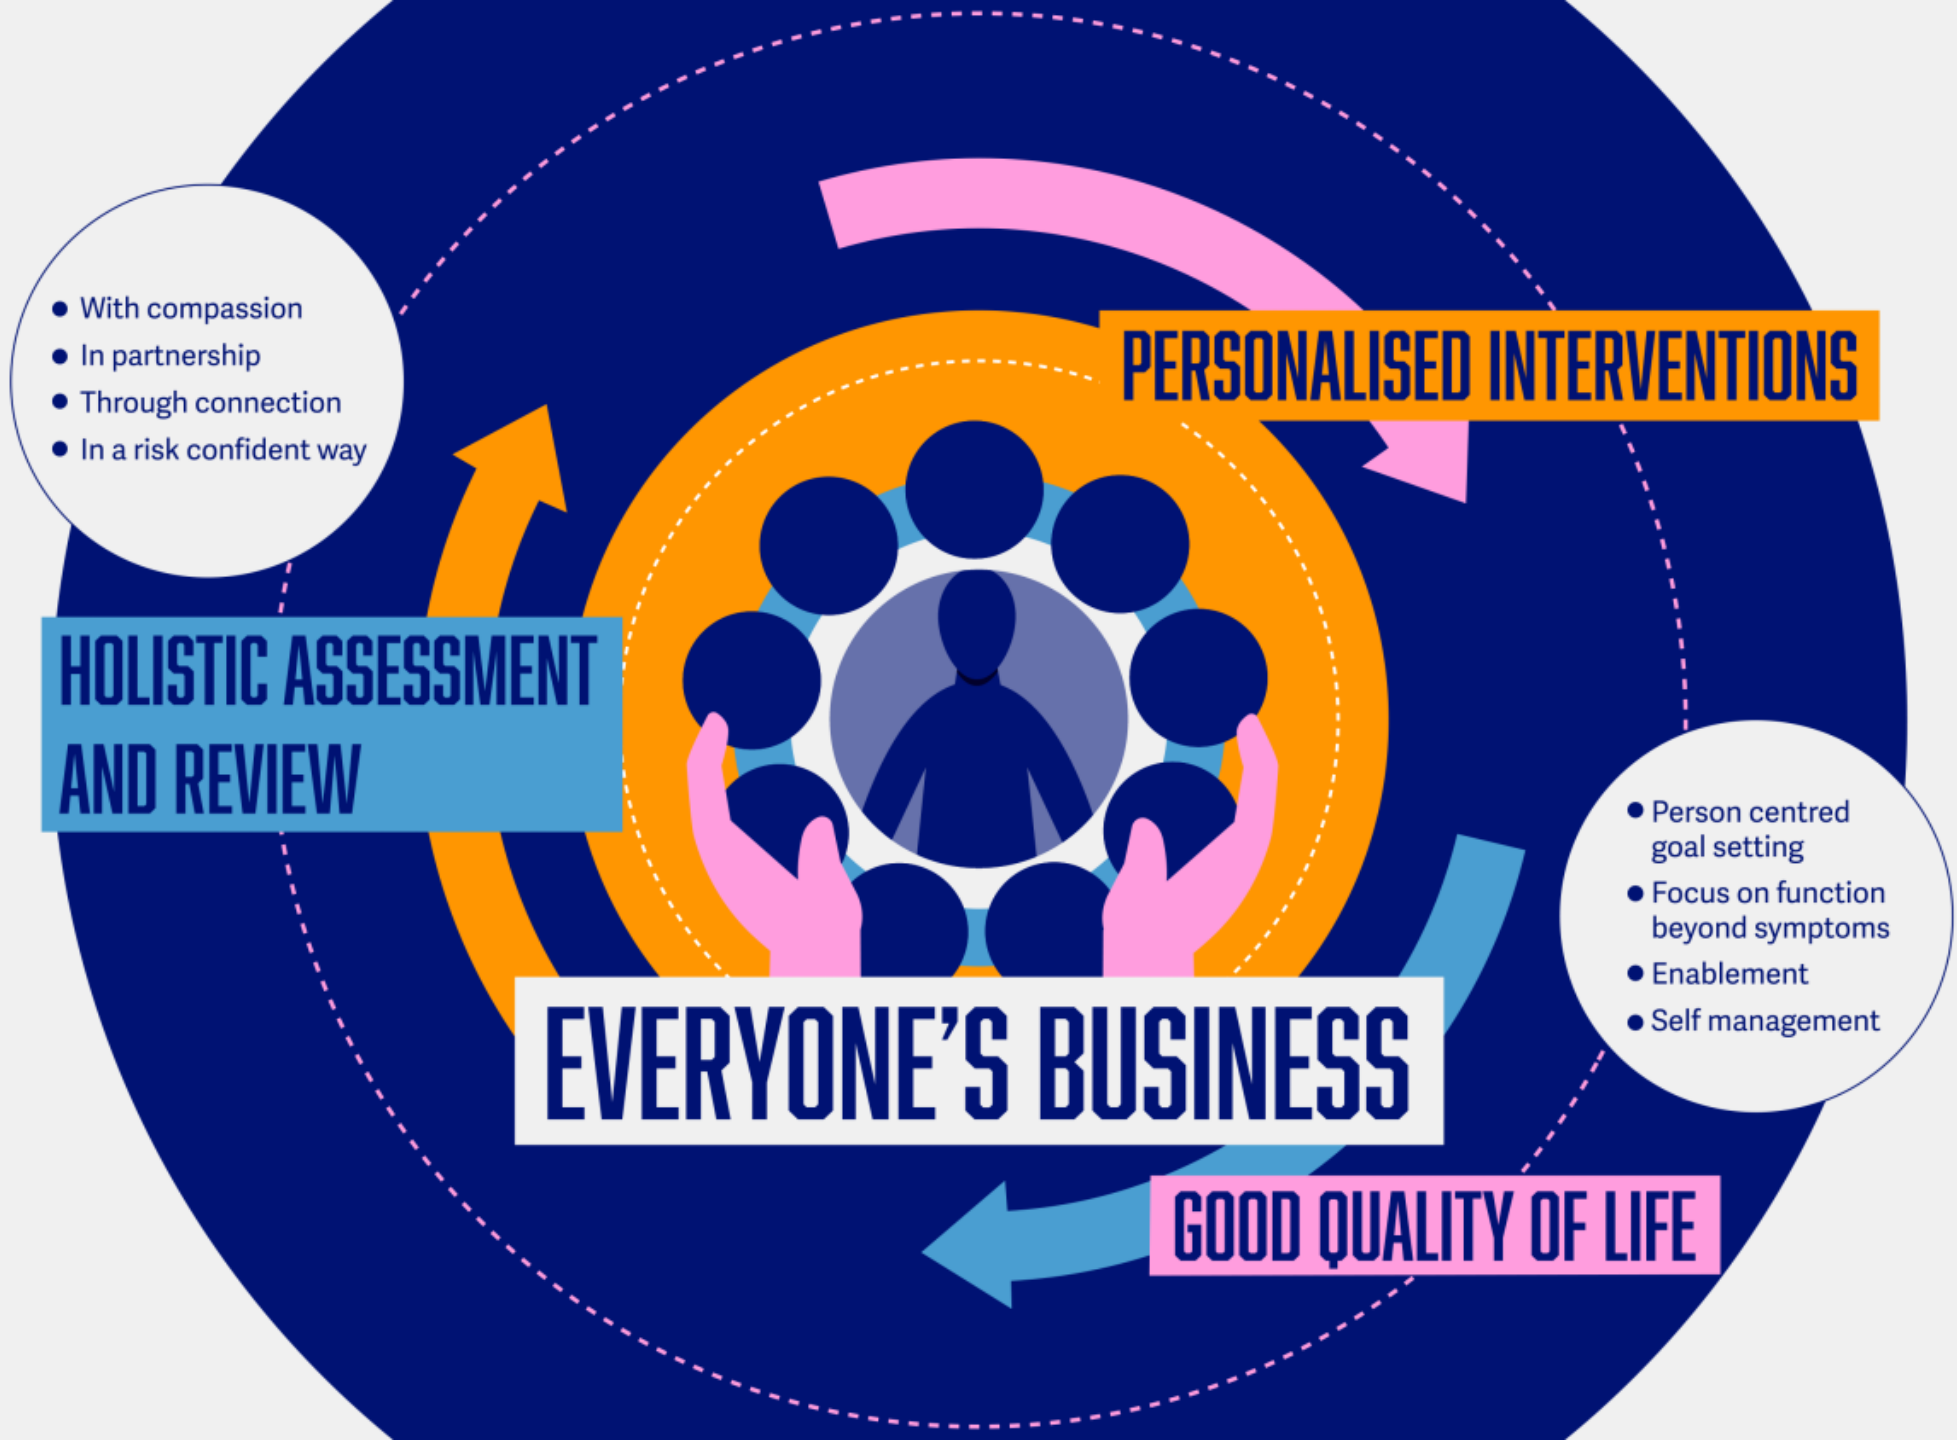 ● With compassion
● In partnership
● Through connection
● In a risk confident way
PERSONALISED INTERVENTIONS
HOLISTIC ASSESSMENT
AND REVIEW
● Person centred
goal setting
● Focus on function
beyond symptoms
● Enablement
● Self management
EVERYONE'S BUSINESS
GOOD QUALITY OF LIFE